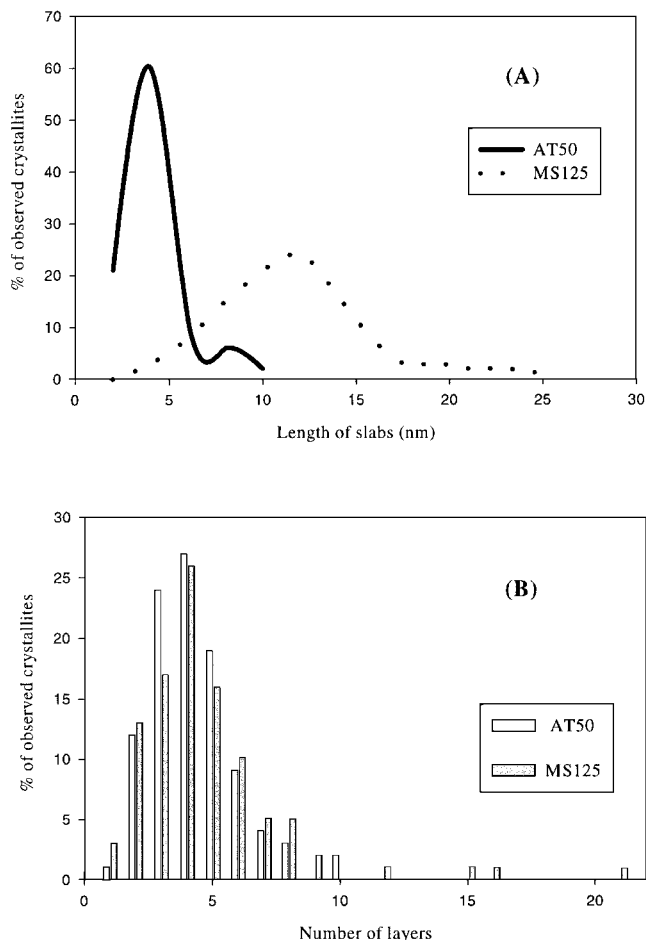 70
60
50
40
30
20
10
0
0 5 10 15 20 25 30
% of observed crystallites
Length of slabs (nm)
(A)
AT50
MS125
30
25
20
15
10
5
0
0 5 10 15 20
% of observed crystallites
Number of layers
(B)
AT50
MS125